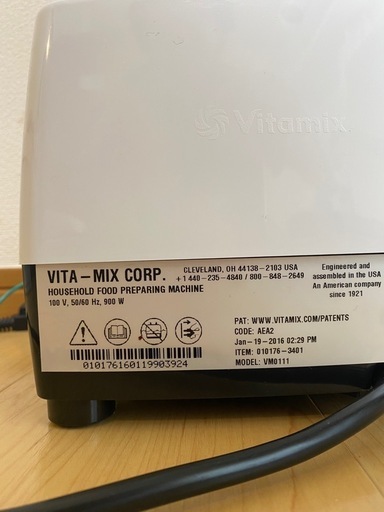 Vitamix
VITA-MIX CORP.
CLEVELAND, OH 44138-2103 USA
+1 440-235-4840 / 800-848-2649
HOUSEHOLD FOOD PREPARING MACHINE
100 V, 50/60 Hz, 900 W
Engineered and
assembled in the USA
An American company
since 1921
PAT: WWW.VITAMIX.COM/PATENTS
CODE: AEA2
Jan-19-2016 02:29 PM
ITEM: 010176-3401
MODEL: VM0111
010176160119903924